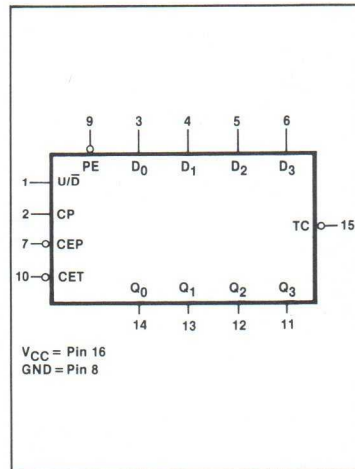 9 3 4 5 6
PE D0 D1 D2 D3
1 U/D̅
2 CP
7 CEP
TC 15
10 CET
Q0 Q1 Q2 Q3
14 13 12 11
VCC = Pin 16
GND = Pin 8